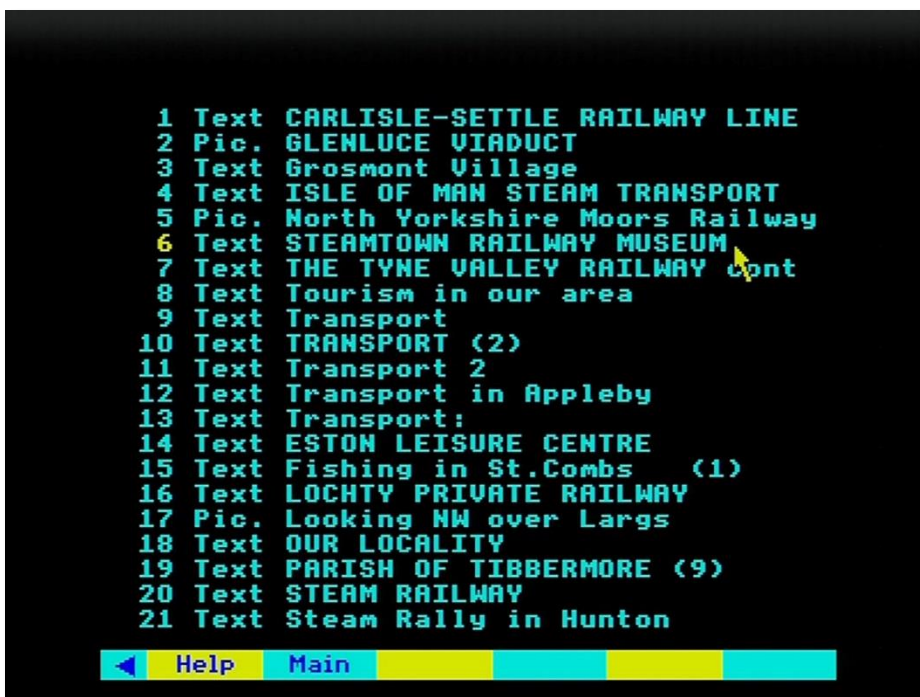 1 Text CARLISLE-SETTLE RAILWAY LINE
2 Pic. GLENLUCE VIADUCT
3 Text Grosmont Village
4 Text ISLE OF MAN STEAM TRANSPORT
5 Pic. North Yorkshire Moors Railway
6 Text STEAMTOWN RAILWAY MUSEUM
7 Text THE TYNE VALLEY RAILWAY cont
8 Text Tourism in our area
9 Text Transport
10 Text TRANSPORT (2)
11 Text Transport 2
12 Text Transport in Appleby
13 Text Transport:
14 Text ESTON LEISURE CENTRE
15 Text Fishing in St.Combs (1)
16 Text LOCHTY PRIVATE RAILWAY
17 Pic. Looking NW over Largs
18 Text OUR LOCALITY
19 Text PARISH OF TIBBERMORE (9)
20 Text STEAM RAILWAY
21 Text Steam Rally in Hunton
Help Main